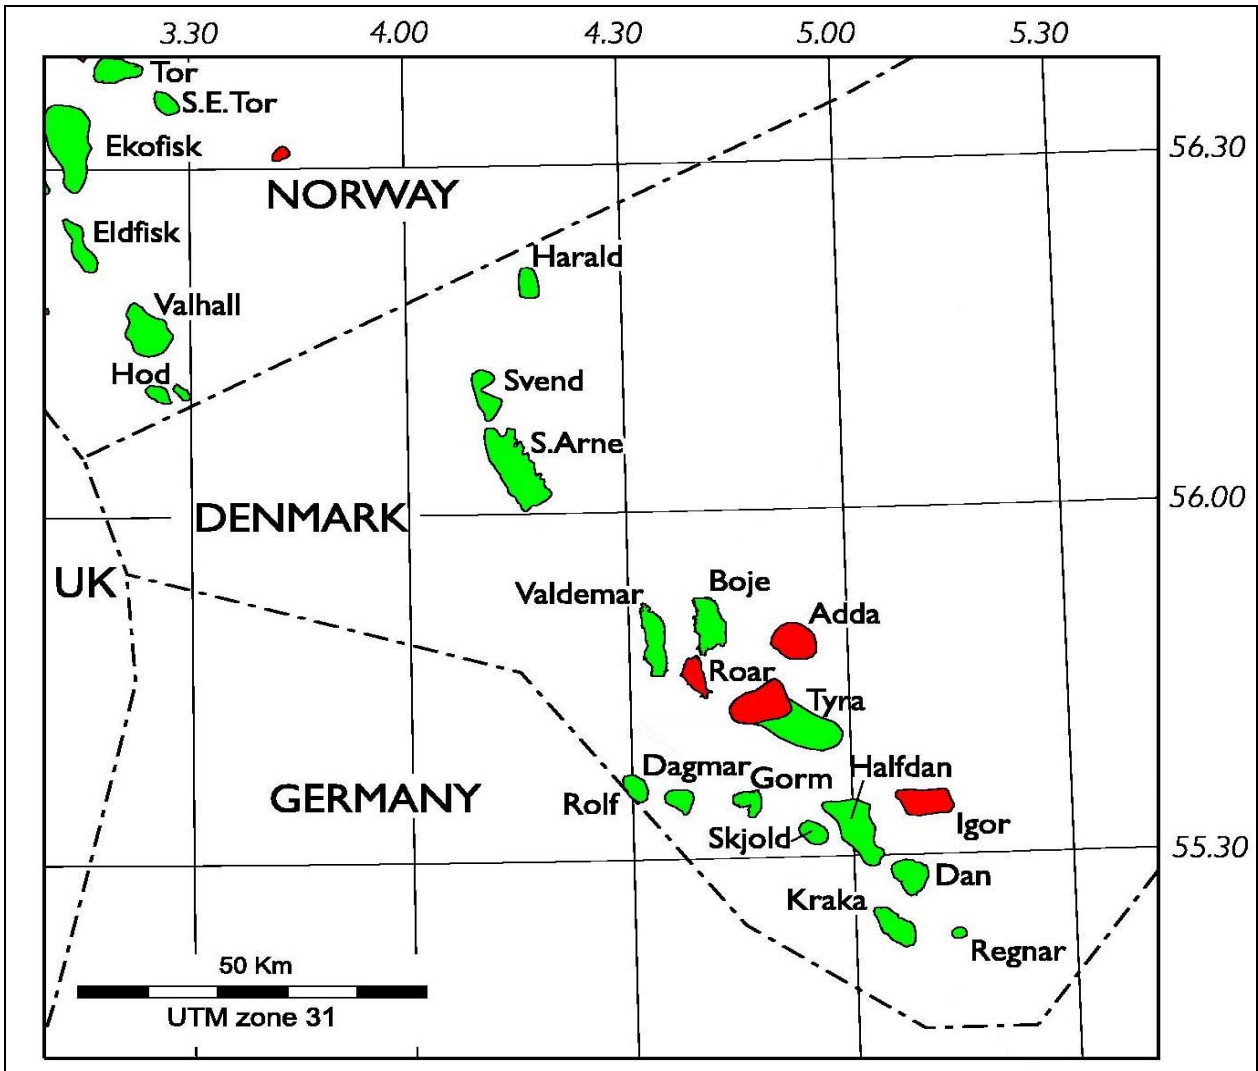 3.30 4.00 4.30 5.00 5.30
Tor
S.E.Tor
Ekofisk
56.30
NORWAY
Eldfisk
Harald
Valhall
Hod
Svend
S.Arne
56.00
DENMARK
UK
Boje
Valdemar
Adda
Roar
Tyra
Dagmar
Halfdan
Gorm
GERMANY
Rolf
Igor
Skjold
55.30
Dan
Kraka
Regnar
50 Km
UTM zone 31